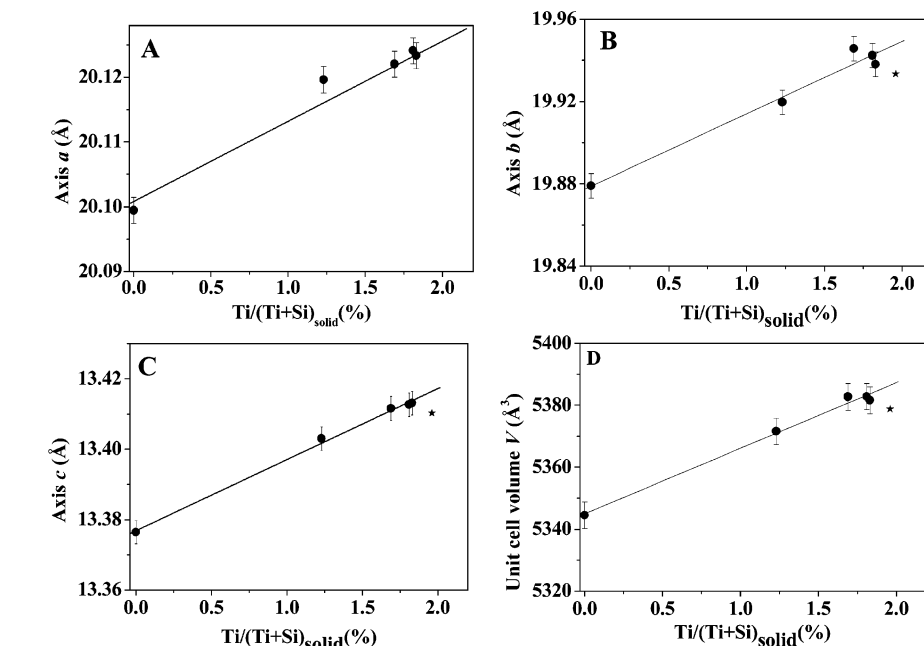 A
20.12
20.11
20.10
20.09
Axis a (Å)
0.0 0.5 1.0 1.5 2.0
Ti/(Ti+Si)solid(%)
B
19.96
19.92
19.88
19.84
Axis b (Å)
0.0 0.5 1.0 1.5 2.0
Ti/(Ti+Si)solid(%)
C
13.42
13.40
13.38
13.36
Axis c (Å)
0.0 0.5 1.0 1.5 2.0
Ti/(Ti+Si)solid(%)
D
5400
5380
5360
5340
5320
Unit cell volume V (Å³)
0.0 0.5 1.0 1.5 2.0
Ti/(Ti+Si)solid(%)